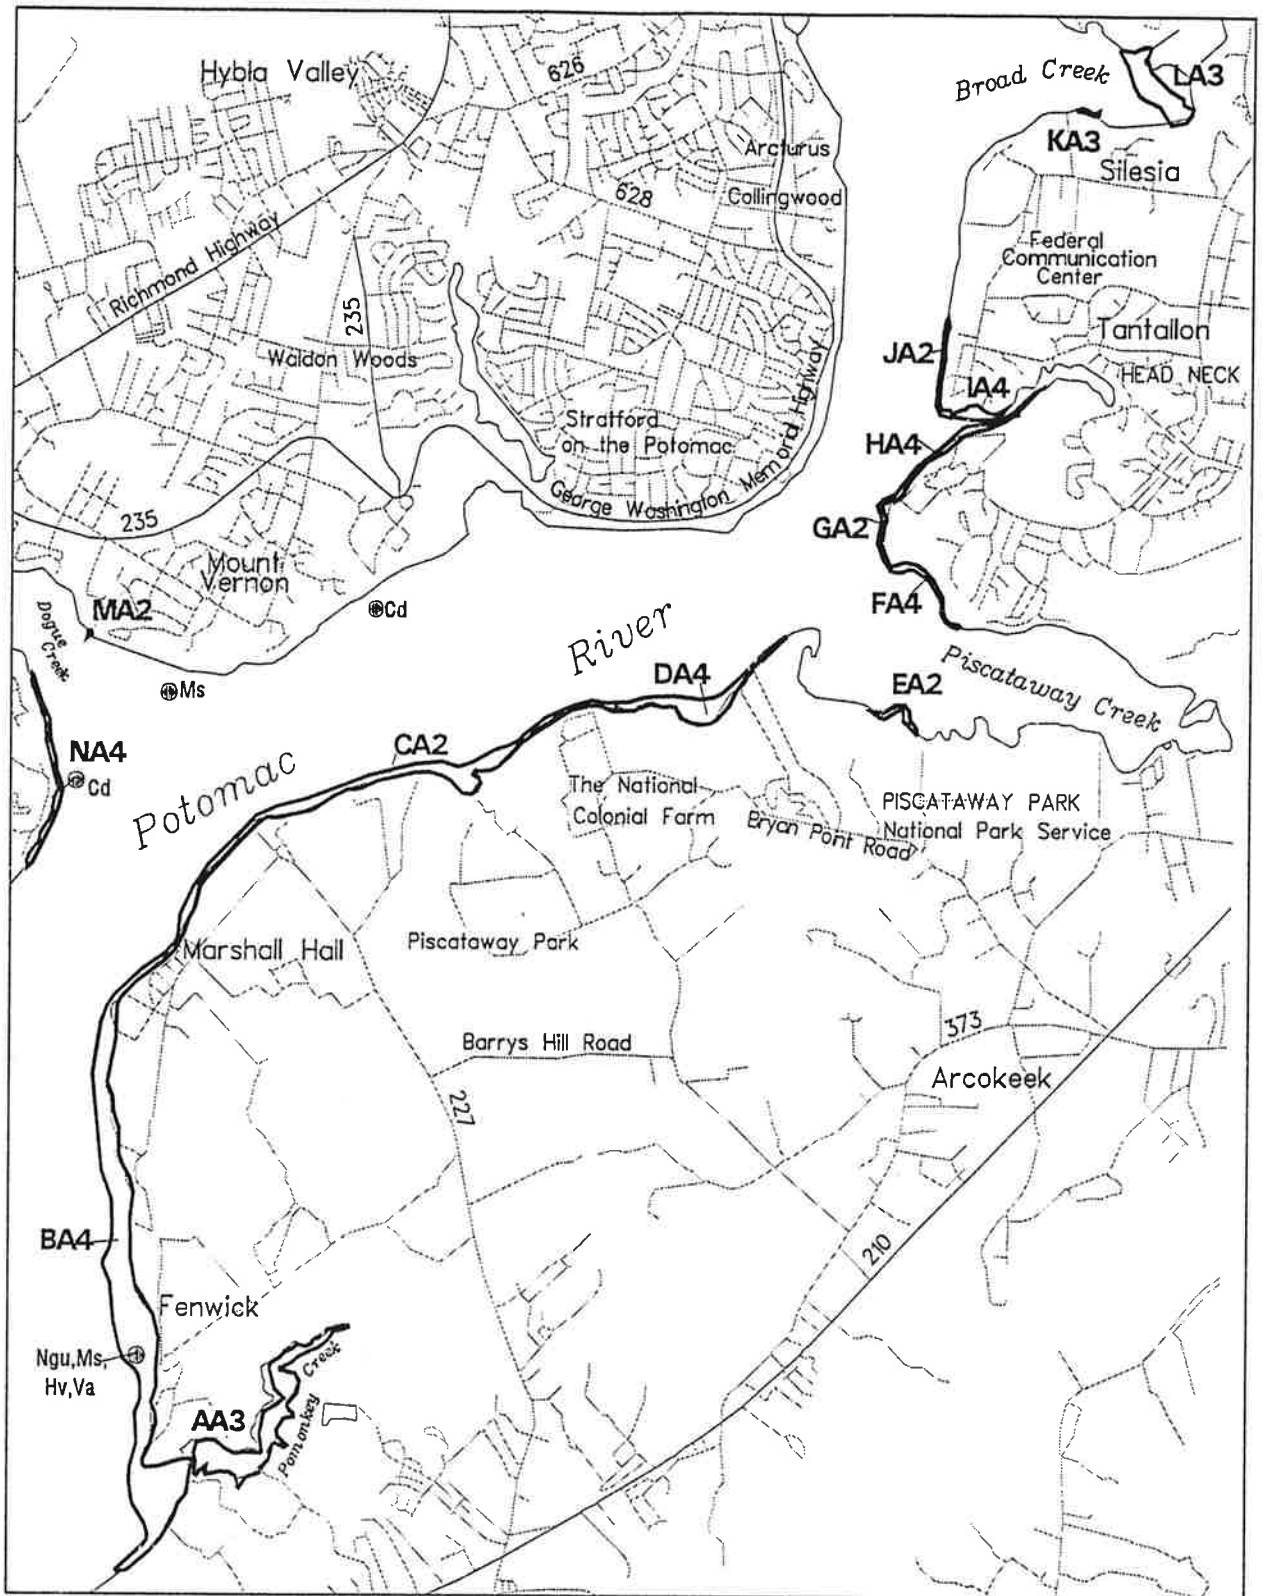 Hybla Valley
626
Broad Creek
LA3
KA3
Silesia
Arcturus
Collingwood
628
Richmond Highway
235
Federal
Communication
Center
Tantallon
JA2
Waldon Woods
HEAD NECK
IA4
Stratford
on the Potomac
HA4
George Washington Memorial Highway
235
GA2
Mount
Vernon
FA4
Dogue
Creek
MA2
Cd
River
Piscataway Creek
Ms
DA4
EA2
NA4
Cd
CA2
Potomac
The National
Colonial Farm
Bryan Pont Road
PISCATAWAY PARK
National Park Service
Marshall Hall
Piscataway Park
373
Barrys Hill Road
Arcokeek
227
BA4
210
Fenwick
Ngu,Ms,
Hv,Va
AA3
Pomonkey
Creek